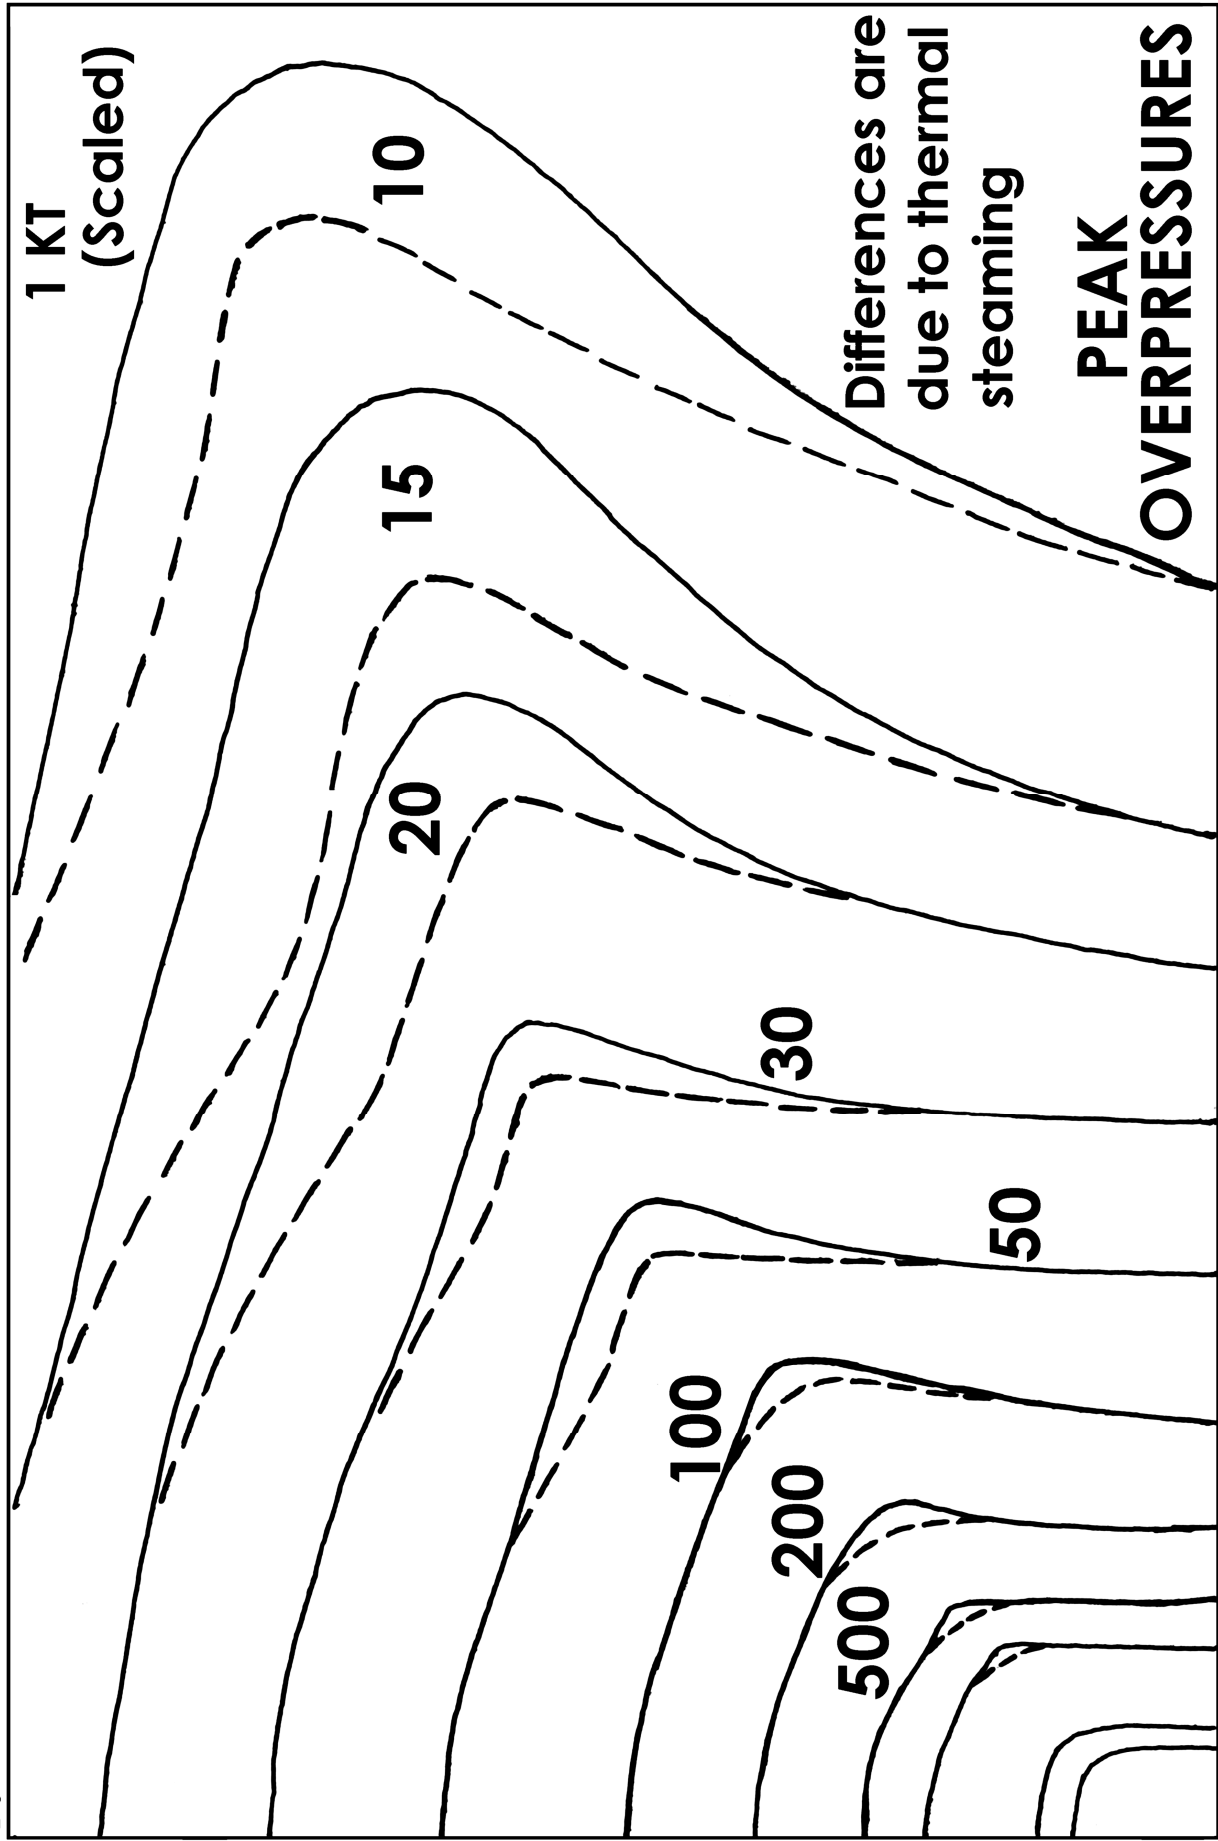 1 KT
(Scaled)
10
15
20
30
50
100
200
500
Differences are
due to thermal
steaming
PEAK
OVERPRESSURES